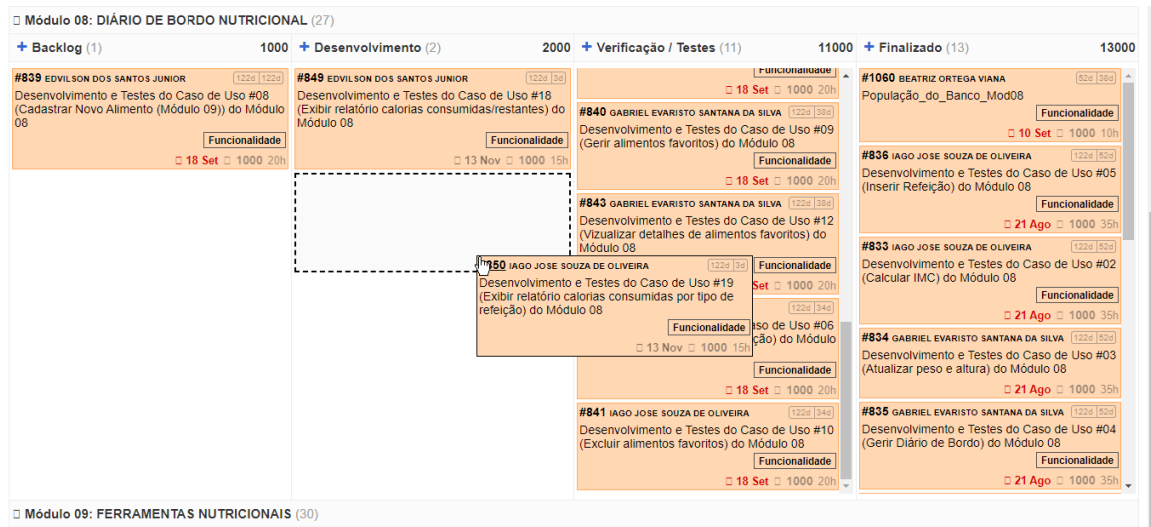 Módulo 08: DIÁRIO DE BORDO NUTRICIONAL (27)
+ Backlog (1) 1000
+ Desenvolvimento (2) 2000
+ Verificação / Testes (11) 11000
+ Finalizado (13) 13000
#839 EDVILSON DOS SANTOS JUNIOR 122d 122d
Desenvolvimento e Testes do Caso de Uso #08
(Cadastrar Novo Alimento (Módulo 09)) do Módulo
08
Funcionalidade
18 Set 1000 20h
#849 EDVILSON DOS SANTOS JUNIOR 122d 3d
Desenvolvimento e Testes do Caso de Uso #18
(Exibir relatório calorias consumidas/restantes) do
Módulo 08
Funcionalidade
13 Nov 1000 15h
#850 IAGO JOSE SOUZA DE OLIVEIRA 122d 3d
Desenvolvimento e Testes do Caso de Uso #19
(Exibir relatório calorias consumidas por tipo de
refeição) do Módulo 08
Funcionalidade
13 Nov 1000 15h
Funcionalidade
18 Set 1000 20h
#840 GABRIEL EVARISTO SANTANA DA SILVA 122d 38d
Desenvolvimento e Testes do Caso de Uso #09
(Gerir alimentos favoritos) do Módulo 08
Funcionalidade
18 Set 1000 20h
#843 GABRIEL EVARISTO SANTANA DA SILVA 122d 38d
Desenvolvimento e Testes do Caso de Uso #12
(Vizualizar detalhes de alimentos favoritos) do
Módulo 08
Funcionalidade
Set 1000 20h
122d 34d
aso de Uso #06
ção) do Módulo
Funcionalidade
18 Set 1000 20h
#841 IAGO JOSE SOUZA DE OLIVEIRA 122d 34d
Desenvolvimento e Testes do Caso de Uso #10
(Excluir alimentos favoritos) do Módulo 08
Funcionalidade
18 Set 1000 20h
#1060 BEATRIZ ORTEGA VIANA 52d 38d
População_do_Banco_Mod08
Funcionalidade
10 Set 1000 10h
#836 IAGO JOSE SOUZA DE OLIVEIRA 122d 52d
Desenvolvimento e Testes do Caso de Uso #05
(Inserir Refeição) do Módulo 08
Funcionalidade
21 Ago 1000 35h
#833 IAGO JOSE SOUZA DE OLIVEIRA 122d 52d
Desenvolvimento e Testes do Caso de Uso #02
(Calcular IMC) do Módulo 08
Funcionalidade
21 Ago 1000 35h
#834 GABRIEL EVARISTO SANTANA DA SILVA 122d 52d
Desenvolvimento e Testes do Caso de Uso #03
(Atualizar peso e altura) do Módulo 08
21 Ago 1000 35h
#835 GABRIEL EVARISTO SANTANA DA SILVA 122d 52d
Desenvolvimento e Testes do Caso de Uso #04
(Gerir Diário de Bordo) do Módulo 08
Funcionalidade
21 Ago 1000 35h
Módulo 09: FERRAMENTAS NUTRICIONAIS (30)